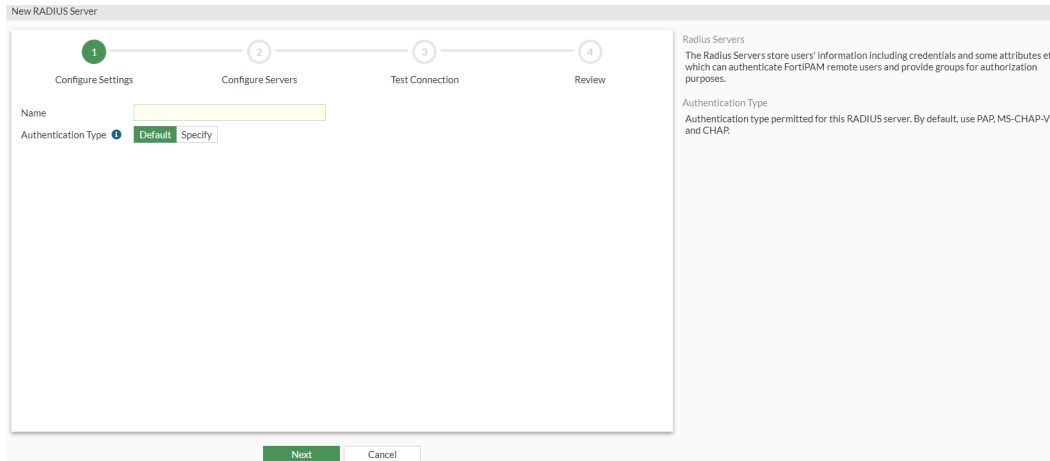 New RADIUS Server
1
2
3
4
Configure Settings
Configure Servers
Test Connection
Review
Name
Authentication Type
Default
Specify
Next
Cancel
Radius Servers
The Radius Servers store users' information including credentials and some attributes
which can authenticate FortiPAM remote users and provide groups for authorization
purposes.
Authentication Type
Authentication type permitted for this RADIUS server. By default, use PAP,
and CHAP.